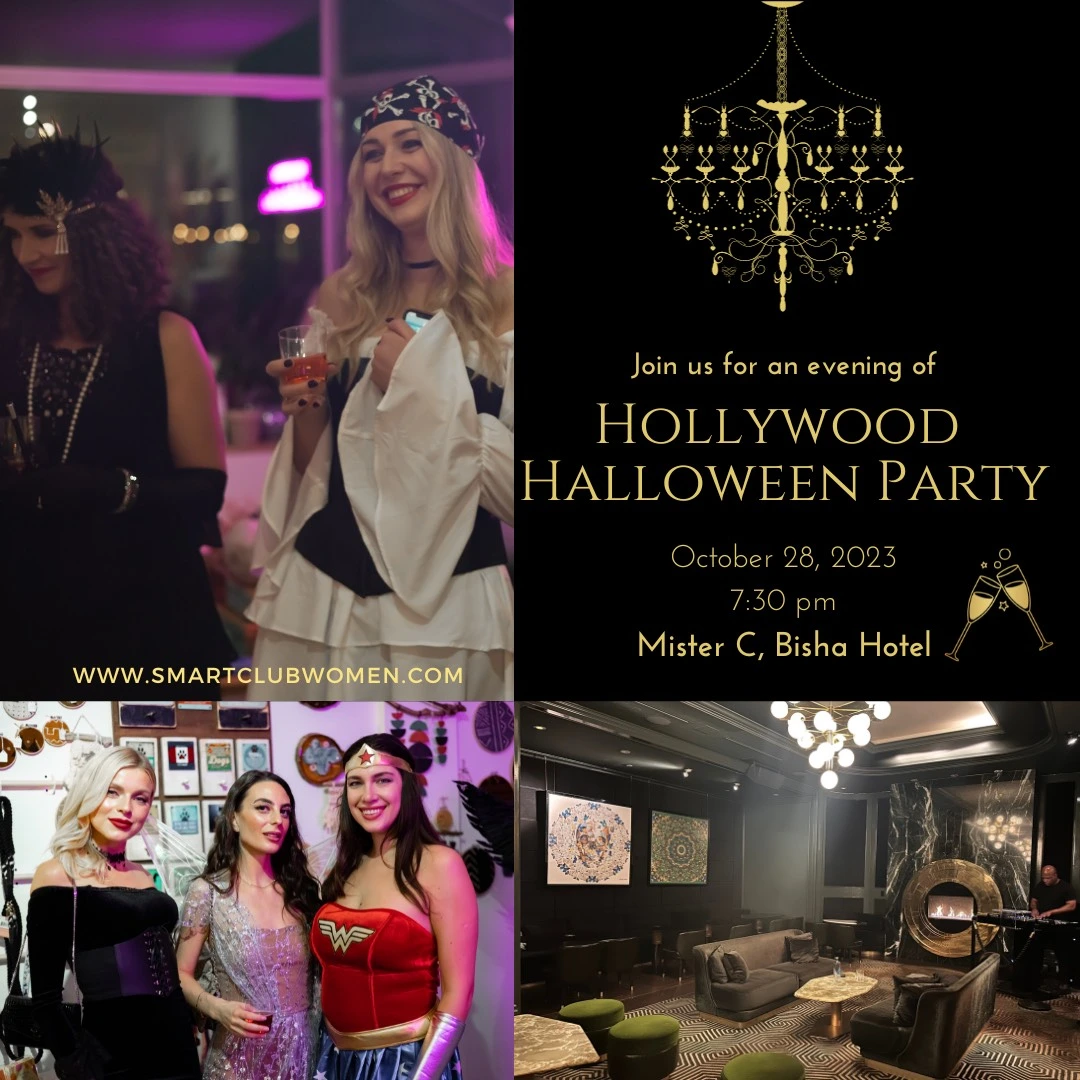 Join us for an evening of
HOLLYWOOD
HALLOWEEN PARTY
October 28, 2023
7:30 pm
Mister C, Bisha Hotel
WWW.SMARTCLUBWOMEN.COM
Dogs